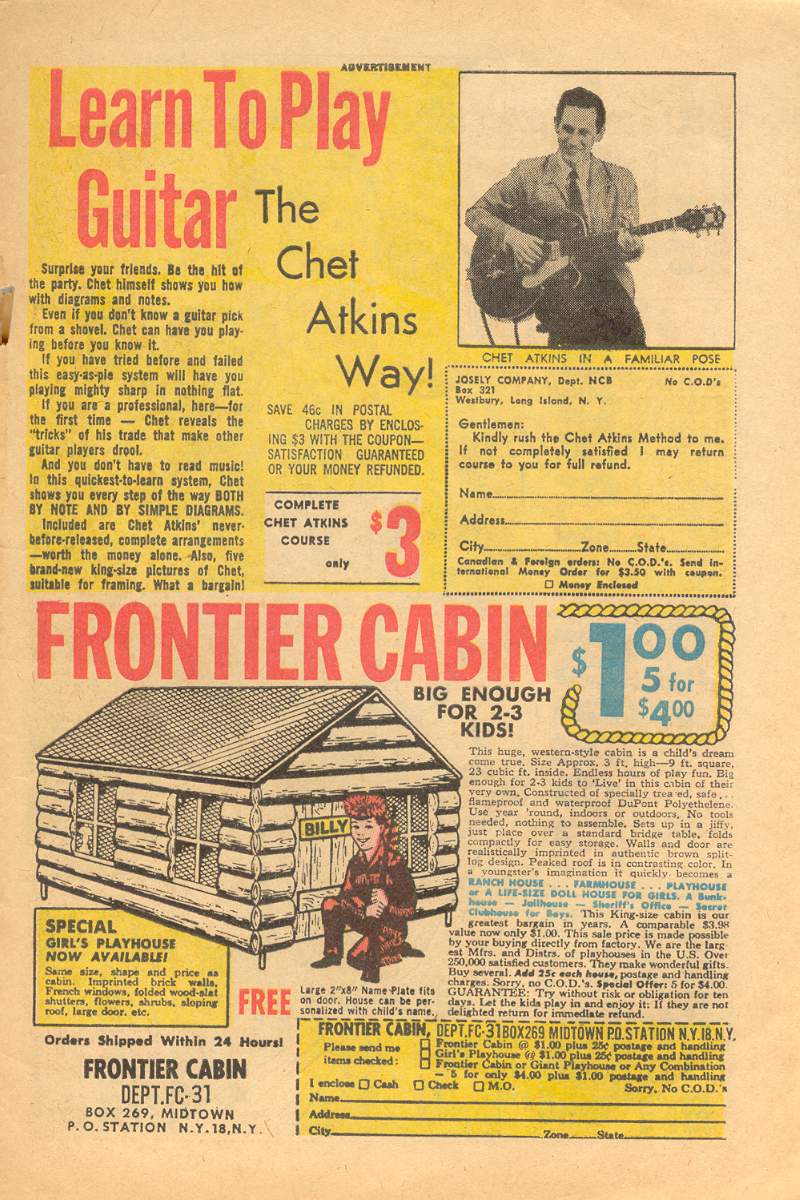 ADVERTISEMENT
Learn To Play
Guitar
The
Chet
Atkins
Way!
Surprise your friends. Be the hit of
the party. Chet himself shows you how
with diagrams and notes.
Even if you don't know a guitar pick
from a shovel. Chet can have you play-
ing before you know it.
If you have tried before and failed
this easy-as-pie system will have you
playing mighty sharp in nothing flat.
If you are a professional, here—for
the first time — Chet reveals the
"tricks" of his trade that make other
guitar players drool.
And you don't have to read music!
In this quickest-to-learn system, Chet
shows you every step of the way BOTH
BY NOTE AND BY SIMPLE DIAGRAMS.
Included are Chet Atkins' never-
before-released, complete arrangements
—worth the money alone. Also, five
brand-new king-size pictures of Chet,
suitable for framing. What a bargain!
SAVE 46c IN POSTAL
CHARGES BY ENCLOS-
ING $3 WITH THE COUPON—
SATISFACTION GUARANTEED
OR YOUR MONEY REFUNDED.
COMPLETE
CHET ATKINS
COURSE
only
$3
CHET ATKINS IN A FAMILIAR POSE
JOSELY COMPANY, Dept. NCB No C.O.D's
Box 321
Westbury, Long Island, N. Y.
Gentlemen:
Kindly rush the Chet Atkins Method to me.
If not completely satisfied I may return
course to you for full refund.
Name
Address
City Zone State
Canadian & Foreign orders: No C.O.D.'s. Send in-
ternational Money Order for $3.50 with coupon.
Money Enclosed
FRONTIER CABIN
$1.00
5 for
$4.00
BIG ENOUGH
FOR 2-3
KIDS!
BILLY
This huge, western-style cabin is a child's dream
come true. Size Approx. 3 ft. high—9 ft. square,
23 cubic ft. inside. Endless hours of play fun. Big
enough for 2-3 kids to 'Live' in this cabin of their
very own. Constructed of specially treated, safe . .
flameproof and waterproof DuPont Polyethelene.
Use year 'round, indoors or outdoors, No tools
needed, nothing to assemble. Sets up in a jiffy,
just place over a standard bridge table, folds
compactly for easy storage. Walls and door are
realistically imprinted in authentic brown split-
log design. Peaked roof is in contrasting color. In
a youngster's imagination it quickly becomes a
RANCH HOUSE . . . FARMHOUSE . . . PLAYHOUSE
or A LIFE-SIZE DOLL HOUSE FOR GIRLS. A Bunk-
house — Jailhouse — Sheriff's Office — Secret
Clubhouse for Boys. This King-size cabin is our
greatest bargain in years. A comparable $3.98
value now only $1.00. This sale price is made possible
by your buying directly from factory. We are the larg-
est Mfrs. and Distrs. of playhouses in the U.S. Over
250,000 satisfied customers. They make wonderful gifts.
Buy several. Add 25c each house, postage and handling
charges. Sorry, no C.O.D.'s. Special Offer: 5 for $4.00.
GUARANTEE: Try without risk or obligation for ten
days. Let the kids play in and enjoy it: If they are not
delighted return for immediate refund.
SPECIAL
GIRL'S PLAYHOUSE
NOW AVAILABLE!
Same size, shape and price as
cabin. Imprinted brick walls,
French windows, folded wood-slat
shutters, flowers, shrubs, sloping
roof, large door. etc.
FREE
Large 2"x8" Name Plate fits
on door. House can be per-
sonalized with child's name.
Orders Shipped Within 24 Hours!
FRONTIER CABIN
DEPT.FC-31
BOX 269, MIDTOWN
P.O. STATION N.Y.18,N.Y.
FRONTIER CABIN, DEPT.FC-31 BOX 269 MIDTOWN P.O. STATION N.Y.18.N.Y.
Please send me
items checked:
Frontier Cabin @ $1.00 plus 25¢ postage and handling
Girl's Playhouse @ $1.00 plus 25¢ postage and handling
Frontier Cabin or Giant Playhouse or Any Combination
— 5 for only $4.00 plus $1.00 postage and handling
I enclose Cash Check M.O. Sorry, No C.O.D.'s
Name
Address
City Zone State